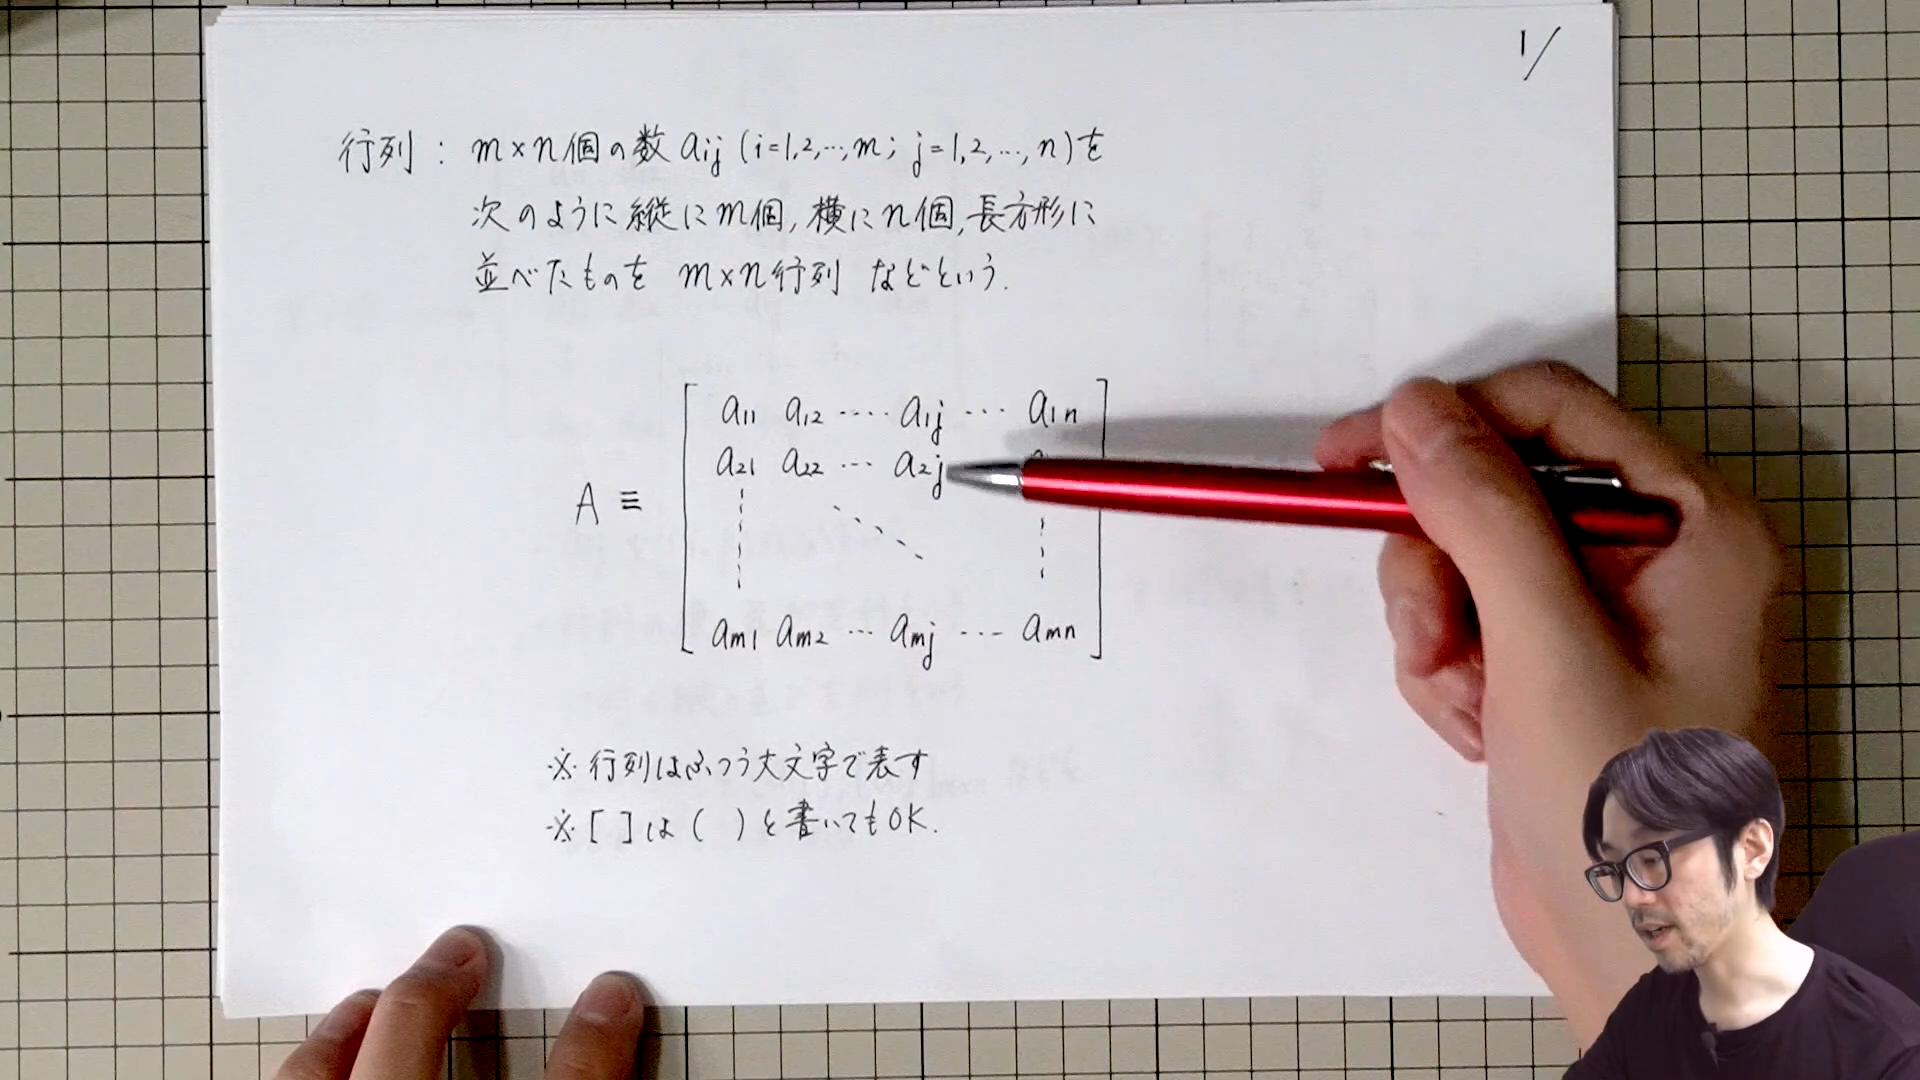 1/
行列 : m×n個の数 aij (i=1,2,…,m; j=1,2,…,n)を
次のように縦にm個, 横にn個, 長方形に
並べたものを m×n行列 などという.
a11 a12 ‥‥ a1j … a1n
a21 a22 … a2j
A ≡
am1 am2 … amj … amn
※ 行列はふつう大文字で表す
※ [ ] は ( ) と書いてもOK.